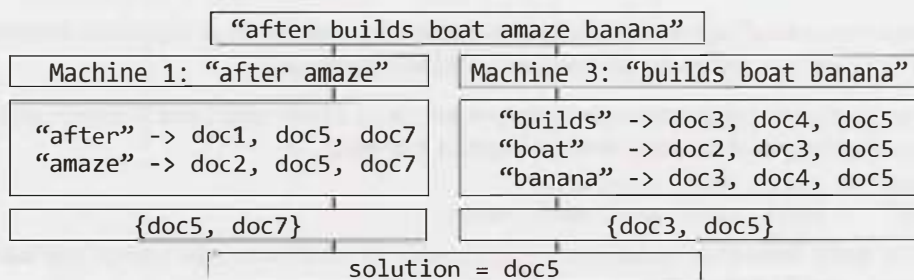 “after builds boat amaze banana”
Machine 1: “after amaze”
Machine 3: “builds boat banana”
“after” -> doc1, doc5, doc7
“amaze” -> doc2, doc5, doc7
“builds” -> doc3, doc4, doc5
“boat” -> doc2, doc3, doc5
“banana” -> doc3, doc4, doc5
{doc5, doc7}
{doc3, doc5}
solution = doc5